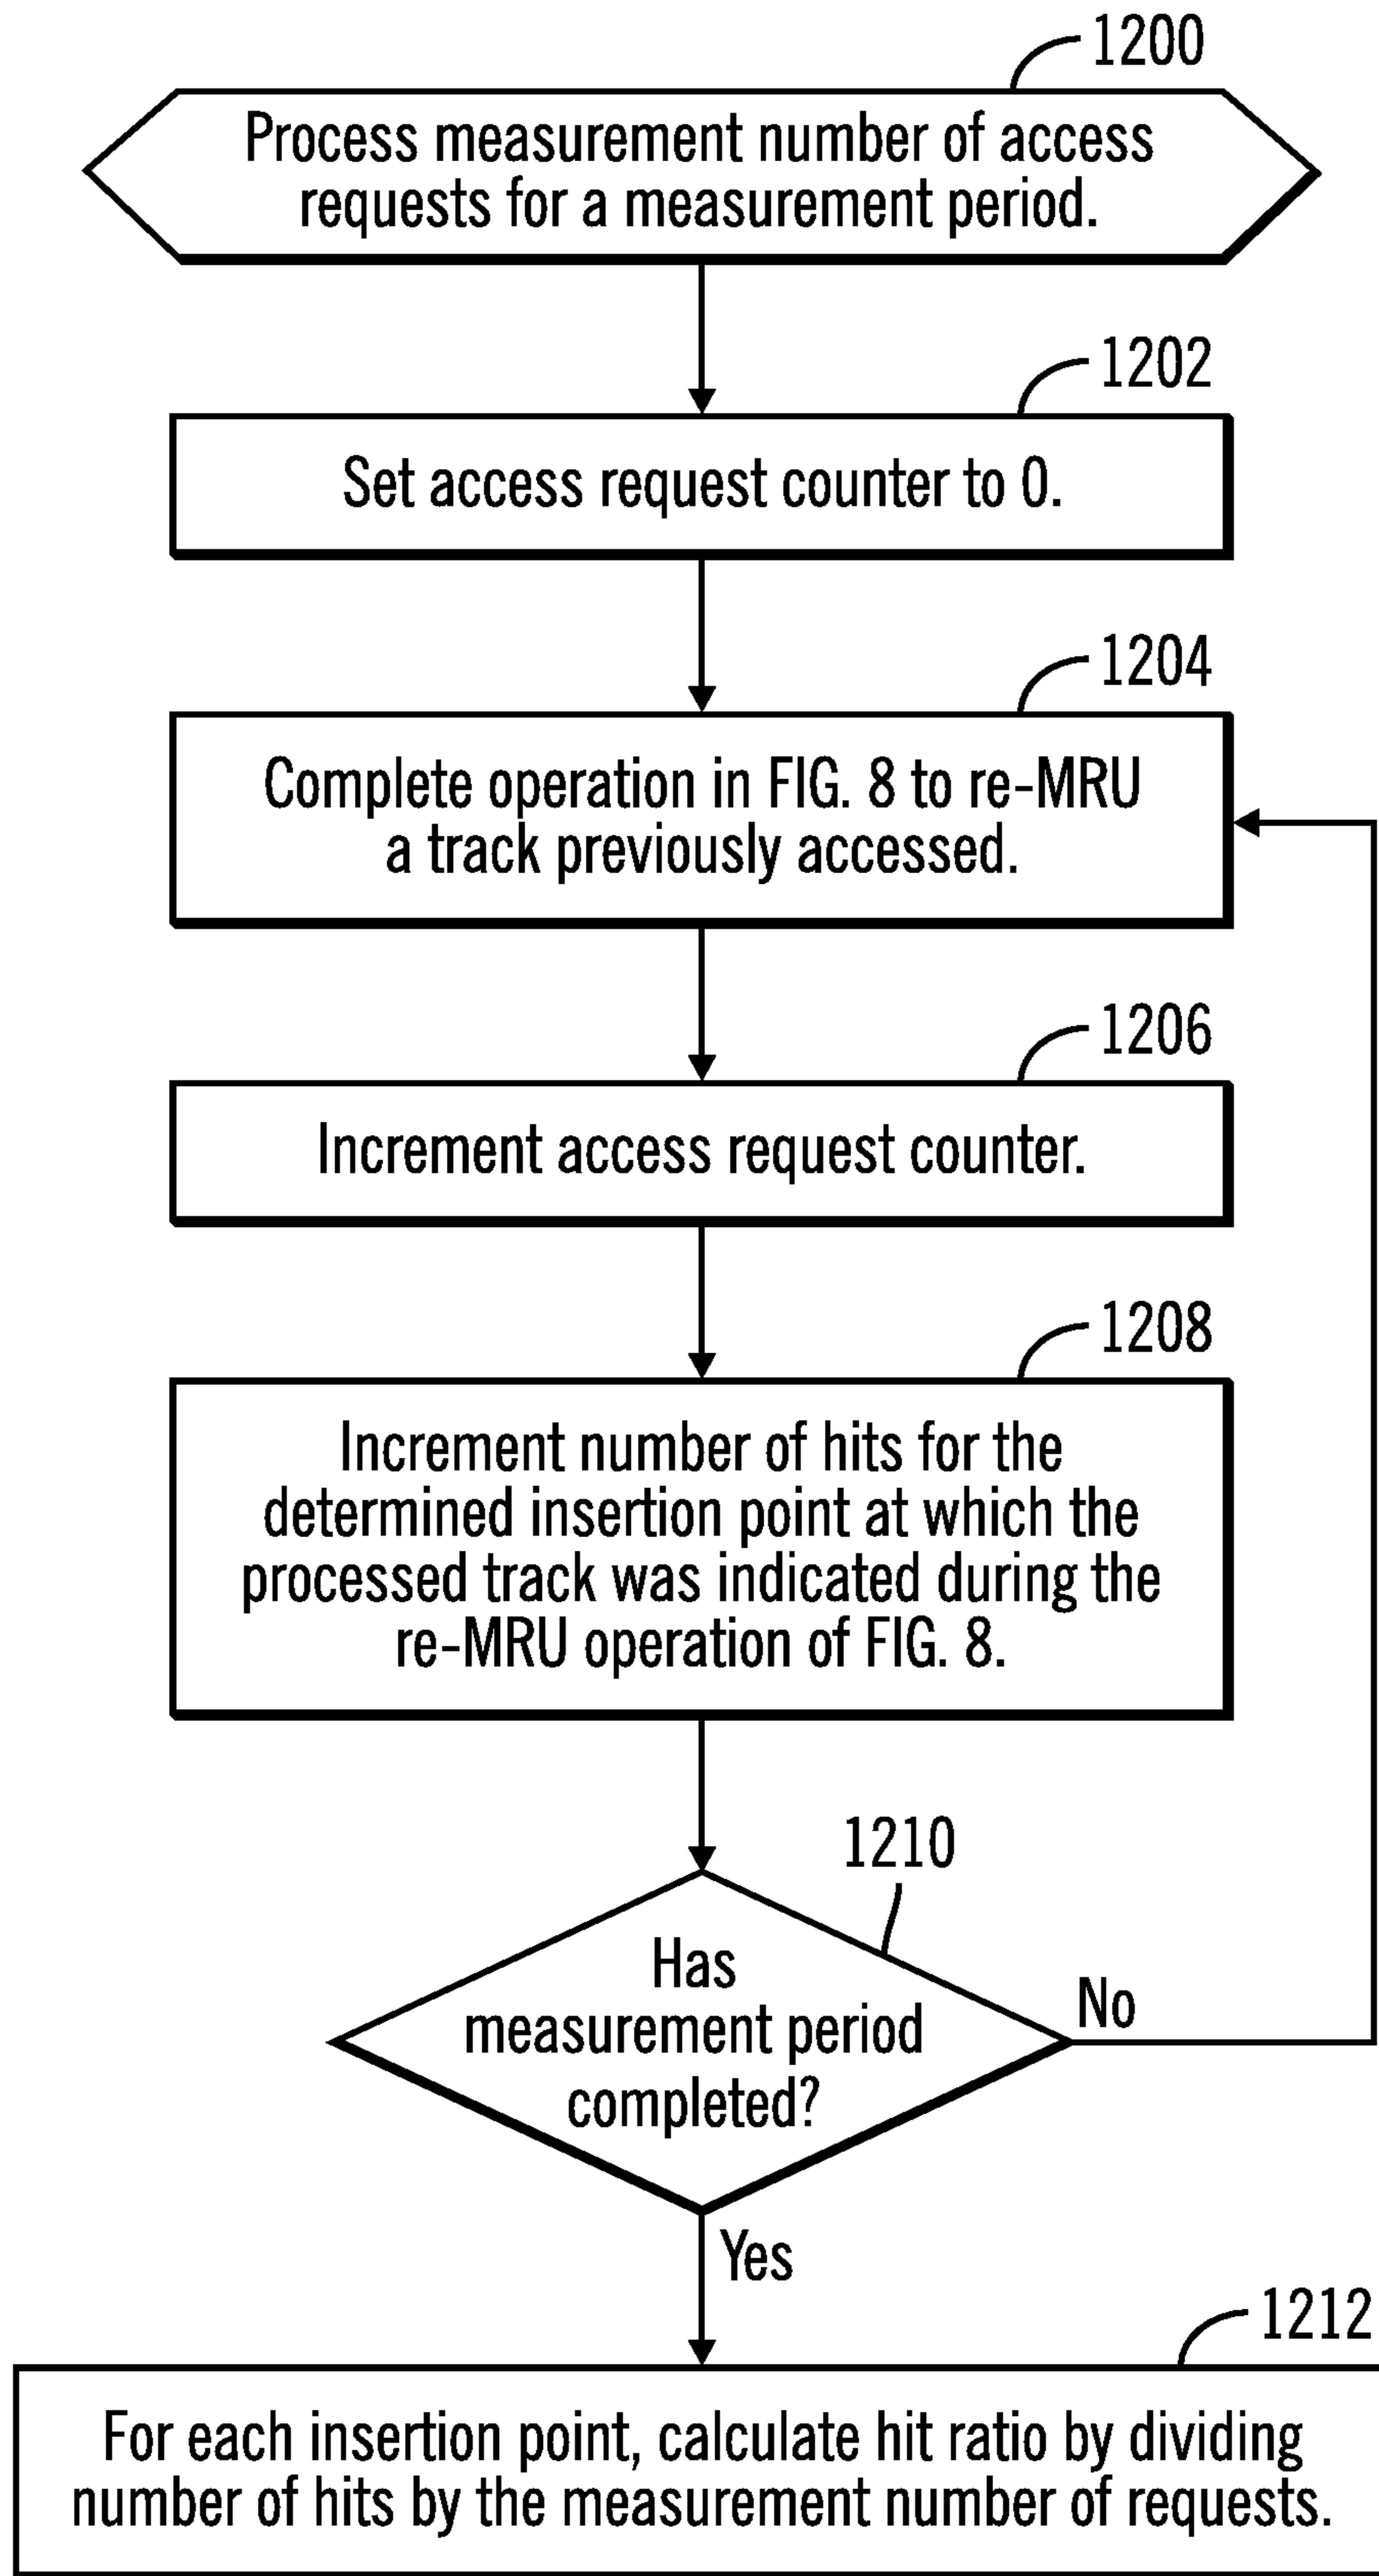 1200
Process measurement number of access
requests for a measurement period.
1202
Set access request counter to 0.
1204
Complete operation in FIG. 8 to re-MRU
a track previously accessed.
1206
Increment access request counter.
1208
Increment number of hits for the
determined insertion point at which the
processed track was indicated during the
re-MRU operation of FIG. 8.
1210
Has
measurement period
completed?
No
Yes
1212
For each insertion point, calculate hit ratio by dividing
number of hits by the measurement number of requests.